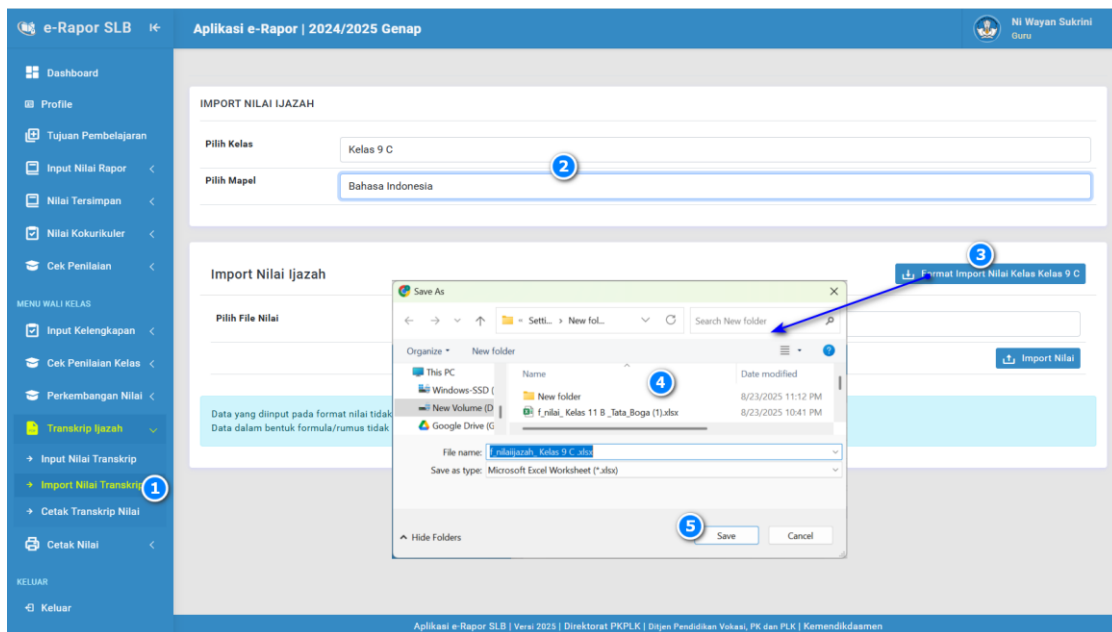 e-Rapor SLB
Aplikasi e-Rapor | 2024/2025 Genap
Ni Wayan Sukrini
Guru
Dashboard
Profile
Tujuan Pembelajaran
Input Nilai Rapor
Nilai Tersimpan
Nilai Kokurikuler
Cek Penilaian
MENU WALI KELAS
Input Kelengkapan
Cek Penilaian Kelas
Perkembangan Nilai
Transkrip Ijazah
Input Nilai Transkrip
Import Nilai Transkrip
1
Cetak Transkrip Nilai
Cetak Nilai
KELUAR
Keluar
IMPORT NILAI IJAZAH
Pilih Kelas
Kelas 9 C
2
Pilih Mapel
Bahasa Indonesia
Import Nilai Ijazah
3
Format Import Nilai Kelas Kelas 9 C
Pilih File Nilai
Import Nilai
Data yang diinput pada format nilai tidak
Data dalam bentuk formula/rumus tidak
Save As
« Setti... › New fol...
Search New folder
Organize
New folder
This PC
Windows-SSD (
New Volume (D
Google Drive (G
Name
Date modified
4
New folder
8/23/2025 11:12 PM
f_nilai_ Kelas 11 B _Tata_Boga (1).xlsx
8/23/2025 10:41 PM
File name: f_nilaiijazah_ Kelas 9 C .xlsx
Save as type: Microsoft Excel Worksheet (*.xlsx)
Hide Folders
5
Save
Cancel
Aplikasi e-Rapor SLB | Versi 2025 | Direktorat PKPLK | Ditjen Pendidikan Vokasi, PK dan PLK | Kemendikdasmen